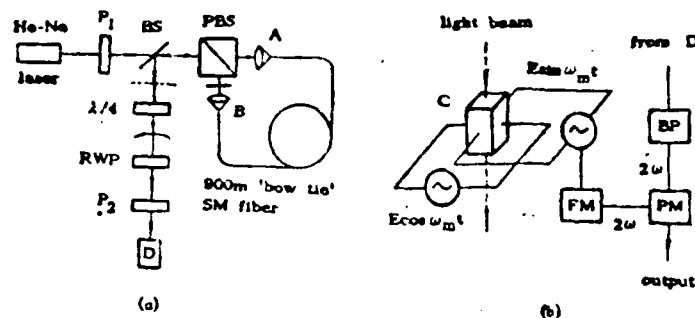 He-Ne
laser
P1
BS
PBS
A
λ/4
B
RWP
P2
D
900m 'bow tie'
SM fiber
(a)
light beam
C
Esin ωmt
Ecos ωmt
from D
BP
2ω
FM
2ω
PM
output
(b)